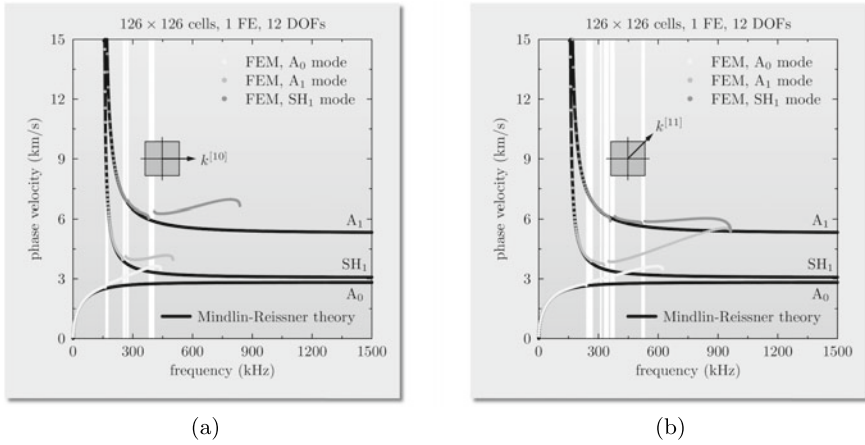 126 × 126 cells, 1 FE, 12 DOFs
15
12
9
6
3
0
phase velocity (km/s)
FEM, A₀ mode
FEM, A₁ mode
FEM, SH₁ mode
k[10]
A₁
SH₁
A₀
Mindlin-Reissner theory
0
300
600
900
1200
1500
frequency (kHz)
(a)
126 × 126 cells, 1 FE, 12 DOFs
15
12
9
6
3
0
phase velocity (km/s)
FEM, A₀ mode
FEM, A₁ mode
FEM, SH₁ mode
k[11]
A₁
SH₁
A₀
Mindlin-Reissner theory
0
300
600
900
1200
1500
frequency (kHz)
(b)